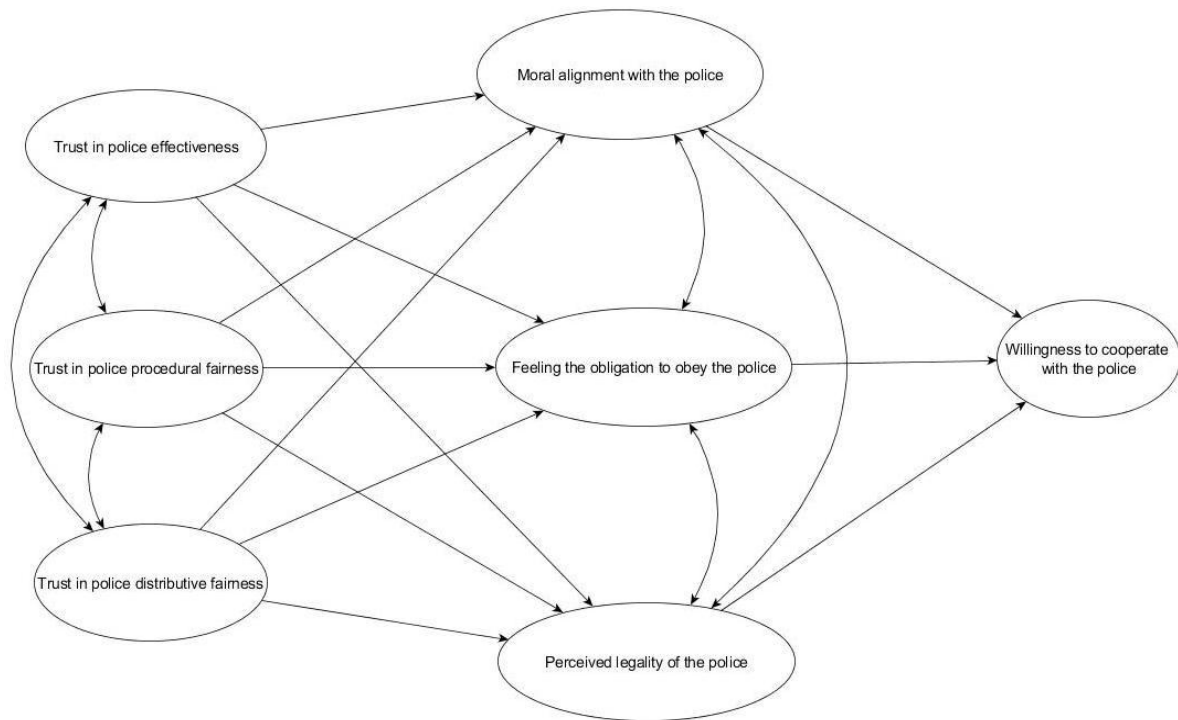 Moral alignment with the police
Trust in police effectiveness
Trust in police procedural fairness
Feeling the obligation to obey the police
Willingness to cooperate
with the police
Trust in police distributive fairness
Perceived legality of the police